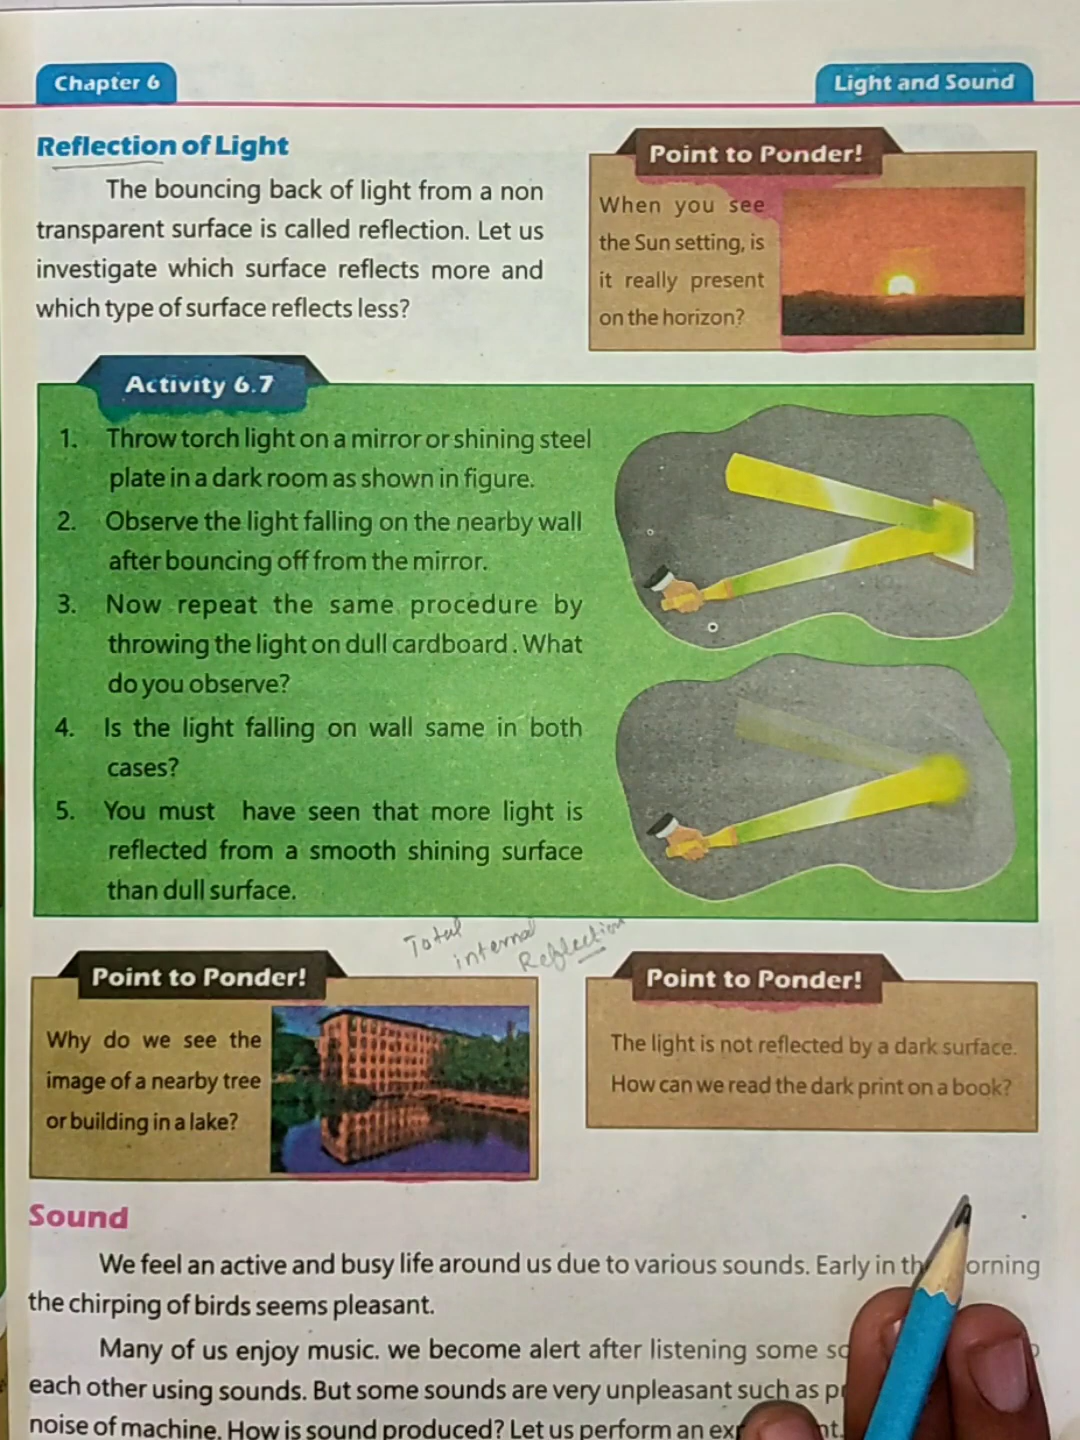 Chapter 6
Light and Sound
Reflection of Light
The bouncing back of light from a non
transparent surface is called reflection. Let us
investigate which surface reflects more and
which type of surface reflects less?
Point to Ponder!
When you see
the Sun setting, is
it really present
on the horizon?
Activity 6.7
1. Throw torch light on a mirror or shining steel
plate in a dark room as shown in figure.
2. Observe the light falling on the nearby wall
after bouncing off from the mirror.
3. Now repeat the same procedure by
throwing the light on dull cardboard. What
do you observe?
4. Is the light falling on wall same in both
cases?
5. You must have seen that more light is
reflected from a smooth shining surface
than dull surface.
Total
internal
Reflection
Point to Ponder!
Why do we see the
image of a nearby tree
or building in a lake?
Point to Ponder!
The light is not reflected by a dark surface.
How can we read the dark print on a book?
Sound
We feel an active and busy life around us due to various sounds. Early in
the chirping of birds seems pleasant.
Many of us enjoy music. we become alert after listening some
each other using sounds. But some sounds are very unpleasant such as
noise of machine. How is sound produced? Let us perform an